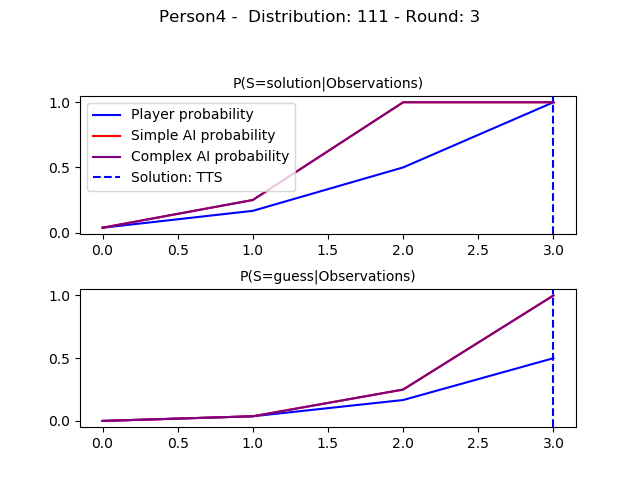 Person4 -  Distribution: 111 - Round: 3
P(S=solution|Observations)
1.0
0.5
0.0
Player probability
Simple AI probability
Complex AI probability
Solution: TTS
0.0 0.5 1.0 1.5 2.0 2.5 3.0
P(S=guess|Observations)
1.0
0.5
0.0
0.0 0.5 1.0 1.5 2.0 2.5 3.0